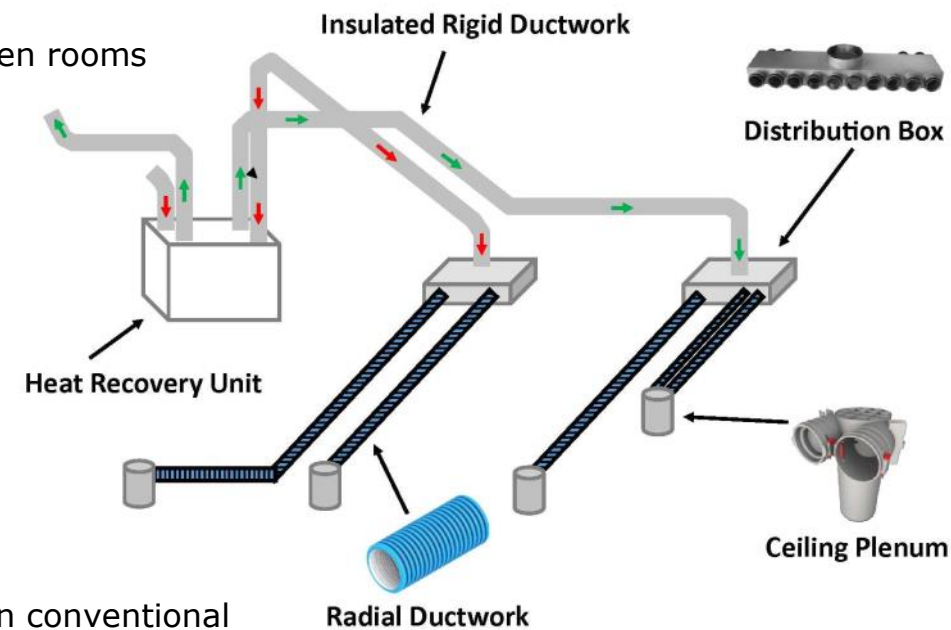 Insulated Rigid Ductwork
en rooms
Distribution Box
Heat Recovery Unit
Ceiling Plenum
n conventional
Radial Ductwork